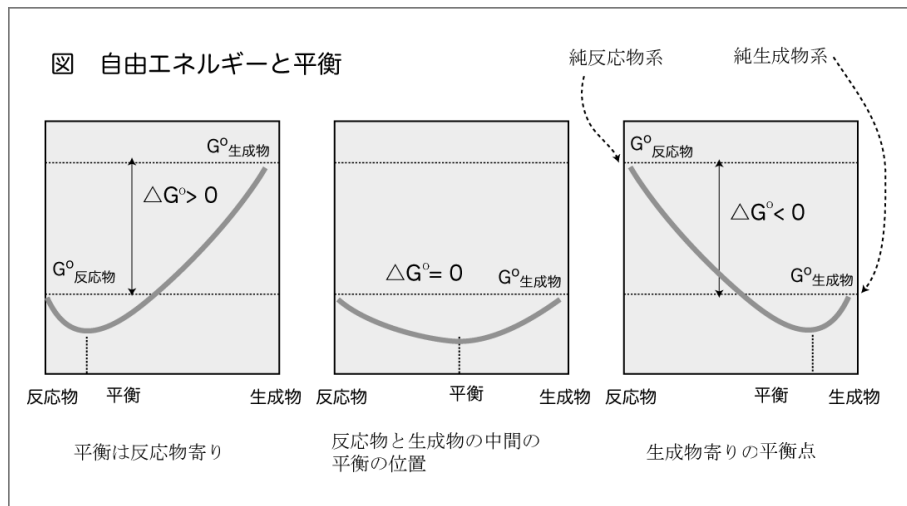 図 自由エネルギーと平衡
純反応物系
純生成物系
G°生成物
△G°> 0
G°反応物
反応物
平衡
生成物
平衡は反応物寄り
△G°= 0
G°生成物
反応物
平衡
生成物
反応物と生成物の中間の
平衡の位置
G°反応物
△G°< 0
G°生成物
反応物
平衡
生成物
生成物寄りの平衡点